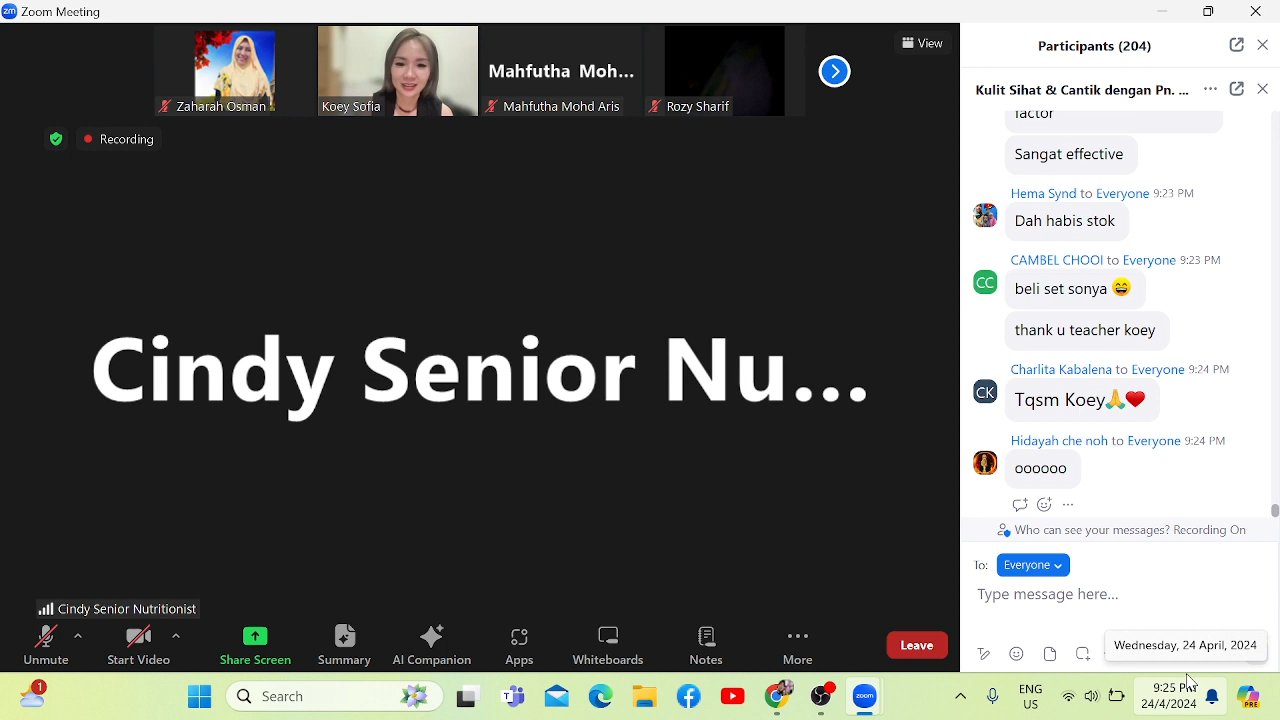 zm Zoom Meeting
Zaharah Osman
Koey Sofia
Mahfutha Moh...
Mahfutha Mohd Aris
Rozy Sharif
View
Recording
Cindy Senior Nu...
Cindy Senior Nutritionist
Unmute
Start Video
Share Screen
Summary
AI Companion
Apps
Whiteboards
Notes
More
Leave
Participants (204)
Kulit Sihat & Cantik dengan Pn. ...
factor
Sangat effective
Hema Synd to Everyone 9:23 PM
Dah habis stok
CAMBEL CHOOI to Everyone 9:23 PM
CC
beli set sonya 😄
thank u teacher koey
Charlita Kabalena to Everyone 9:24 PM
CK
Tqsm Koey🙏❤️
Hidayah che noh to Everyone 9:24 PM
oooooo
Who can see your messages? Recording On
To: Everyone
Type message here...
Wednesday, 24 April, 2024
1
Search
zoom
ENG
US
9:25 PM
24/4/2024
PRE